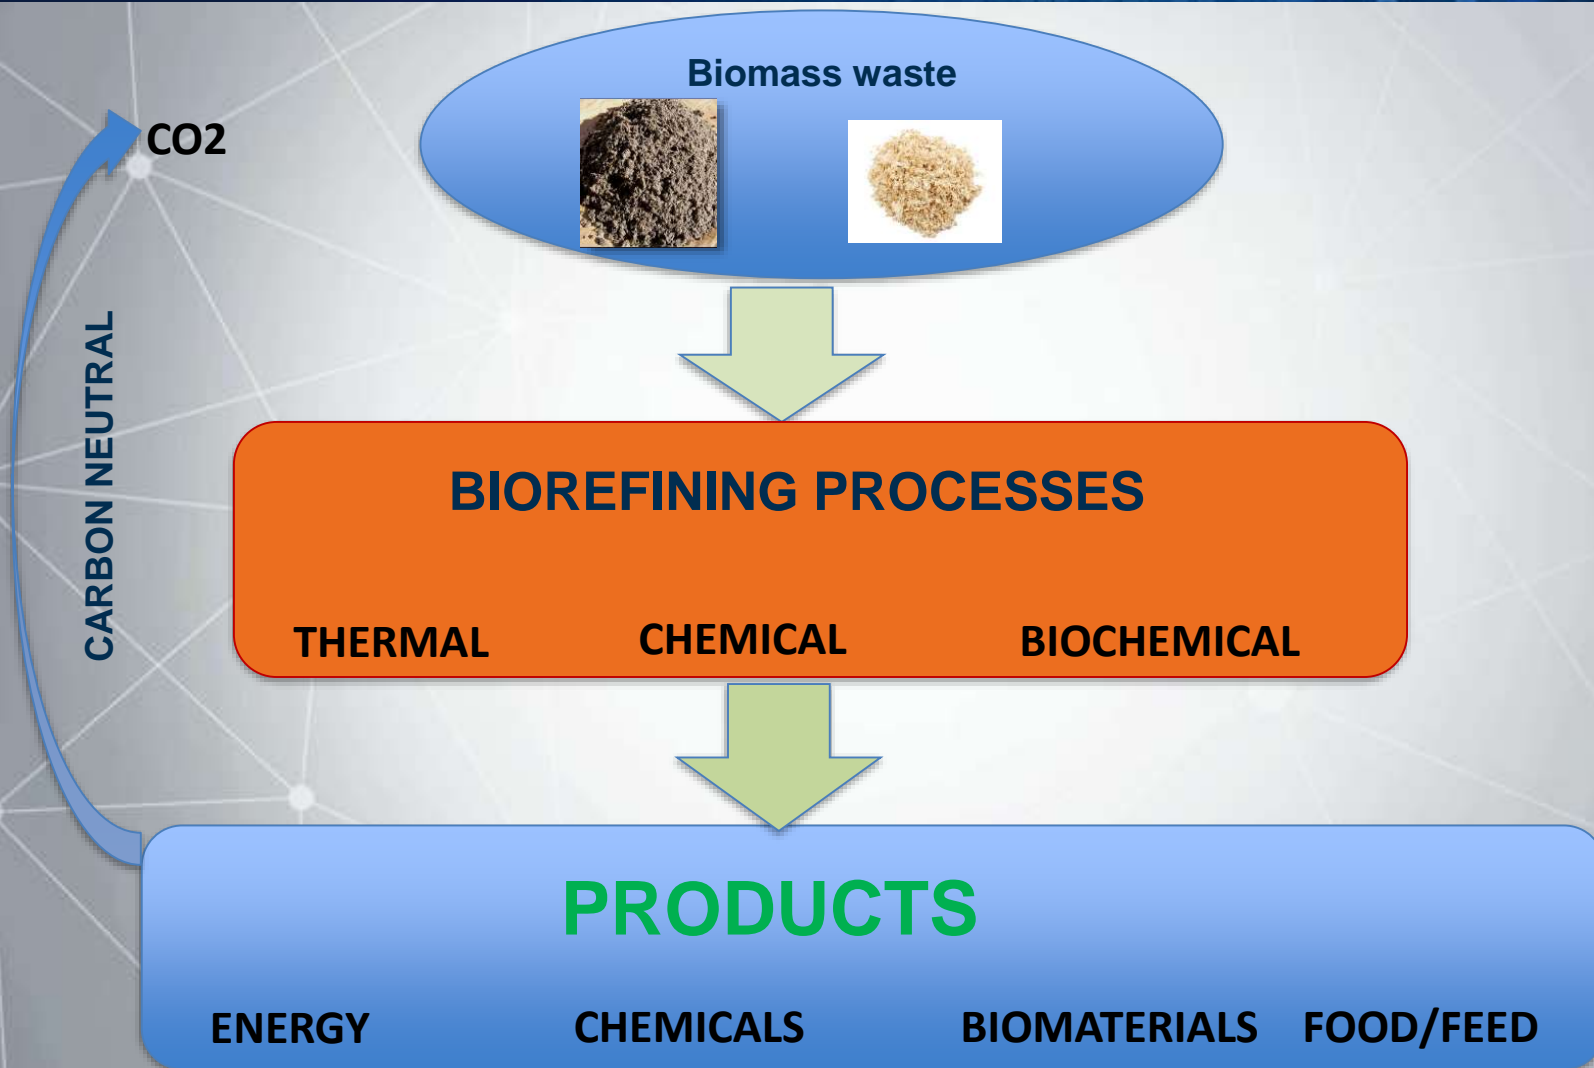 Biomass waste
CO2
CARBON NEUTRAL
BIOREFINING PROCESSES
THERMAL CHEMICAL BIOCHEMICAL
PRODUCTS
ENERGY CHEMICALS BIOMATERIALS FOOD/FEED